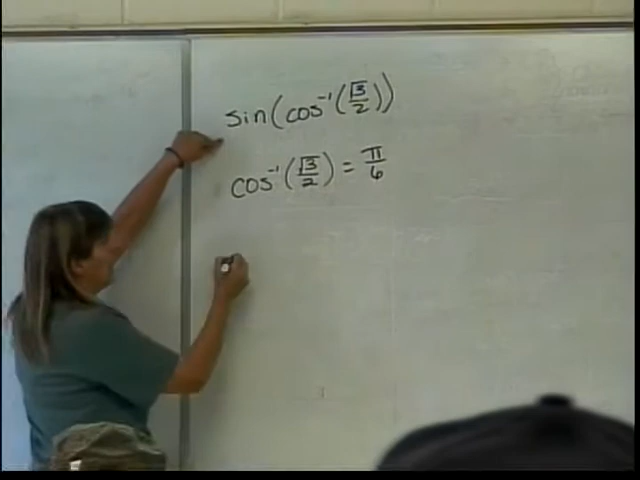 sin(cos⁻¹(√3/2))
cos⁻¹(√3/2) = π/6